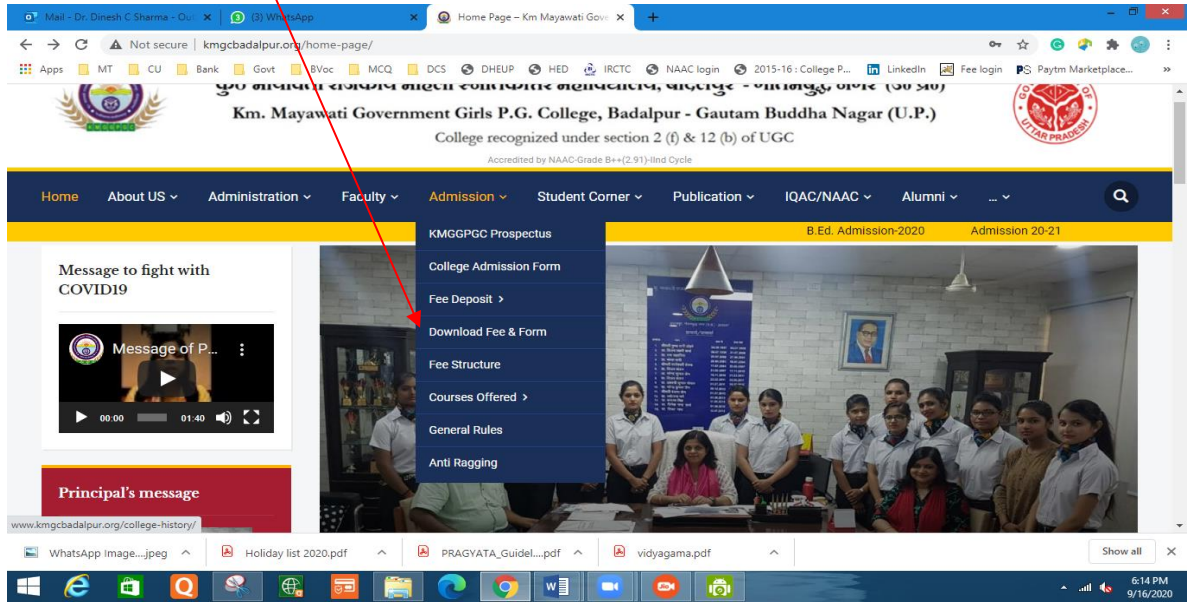 Mail - Dr. Dinesh C Sharma - Out
(3) WhatsApp
Home Page – Km Mayawati Gove
Not secure | kmgcbadalpur.org/home-page/
Apps MT CU Bank Govt BVoc MCQ DCS DHEUP HED IRCTC NAAC login 2015-16 : College P... LinkedIn Fee login Paytm Marketplace... »
Km. Mayawati Government Girls P.G. College, Badalpur - Gautam Buddha Nagar (U.P.)
College recognized under section 2 (f) & 12 (b) of UGC
Accredited by NAAC-Grade B++(2.91)-IInd Cycle
Home About US Administration Faculty Admission Student Corner Publication IQAC/NAAC Alumni ...
B.Ed. Admission-2020 Admission 20-21
KMGGPGC Prospectus
College Admission Form
Fee Deposit >
Download Fee & Form
Fee Structure
Courses Offered >
General Rules
Anti Ragging
Message to fight with
COVID19
Message of P...
00:00 01:40
Principal's message
www.kmgcbadalpur.org/college-history/
WhatsApp Image....jpeg Holiday list 2020.pdf PRAGYATA_Guidel....pdf vidyagama.pdf Show all
6:14 PM
9/16/2020